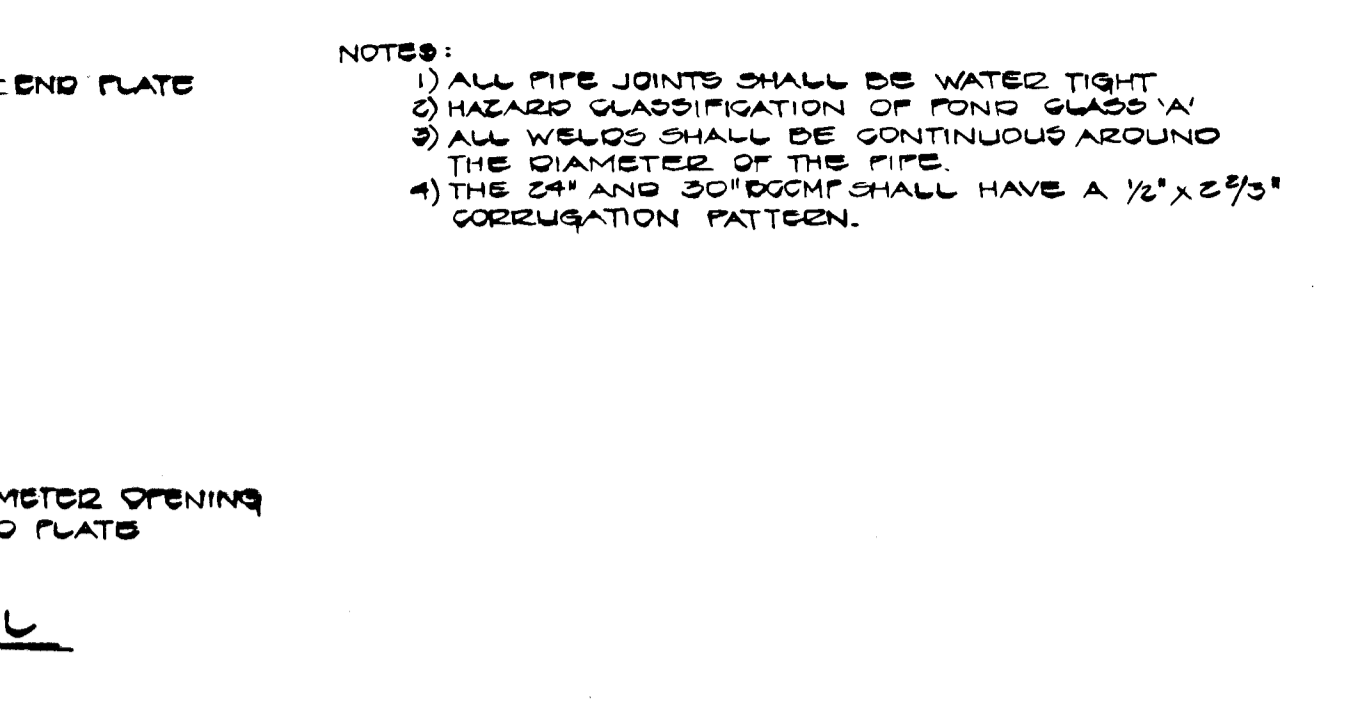 NOTES:
END PLATE
1) ALL PIPE JOINTS SHALL BE WATER TIGHT
2) HAZARD CLASSIFICATION OF POND CLASS 'A'
3) ALL WELDS SHALL BE CONTINUOUS AROUND
THE DIAMETER OF THE PIPE.
4) THE 24" AND 30" BCCMP SHALL HAVE A 1/2" x 2 2/3"
CORRUGATION PATTERN.
METER OPENING
PLATE
L